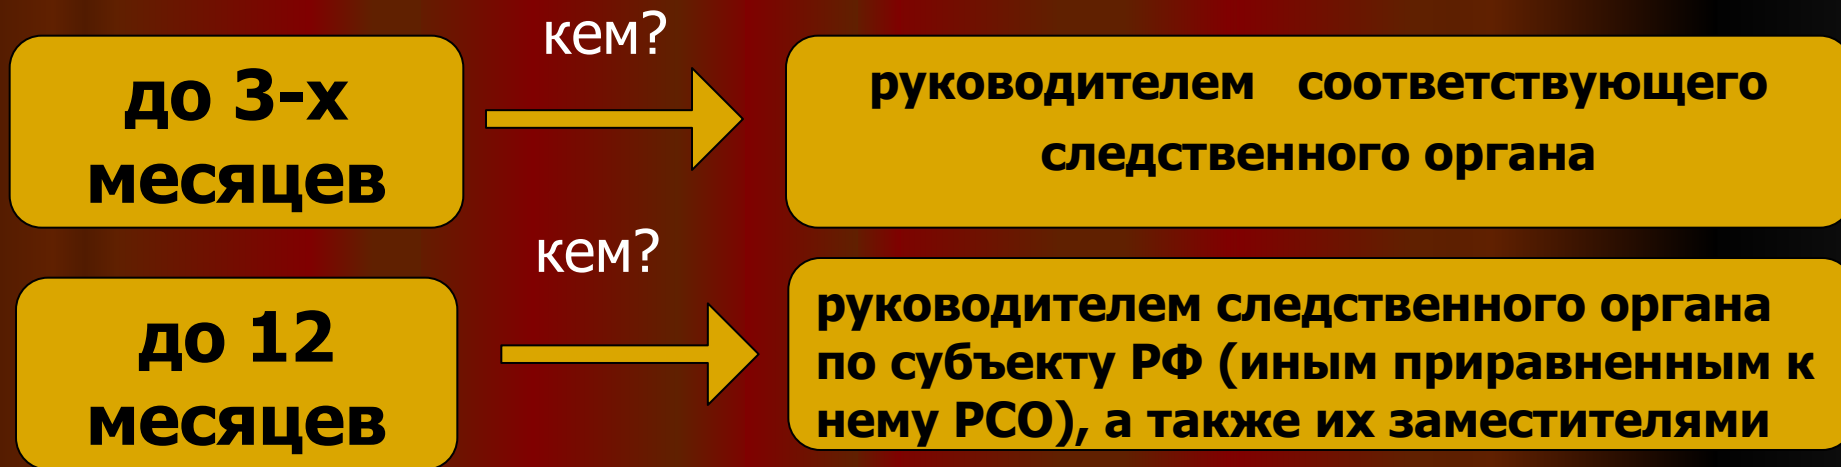 кем?
до 3-х
месяцев
руководителем соответствующего
следственного органа
кем?
до 12
месяцев
руководителем следственного органа
по субъекту РФ (иным приравненным к
нему РСО), а также их заместителями